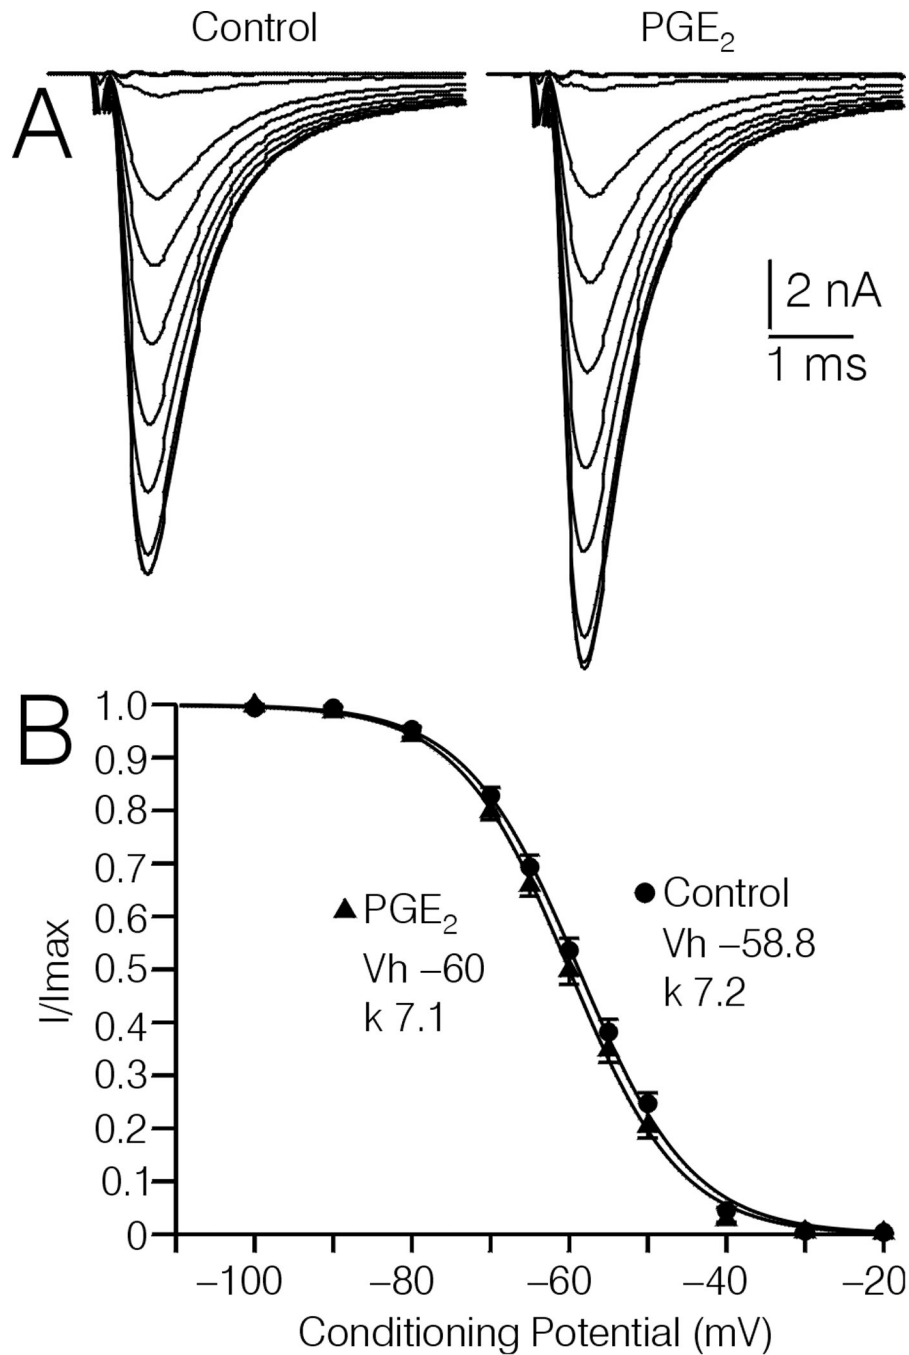 Control
PGE₂
A
2 nA
1 ms
B
1.0
0.9
0.8
0.7
0.6
0.5
0.4
0.3
0.2
0.1
0
I/Imax
PGE₂
Vh –60
k 7.1
Control
Vh –58.8
k 7.2
–100
–80
–60
–40
–20
Conditioning Potential (mV)